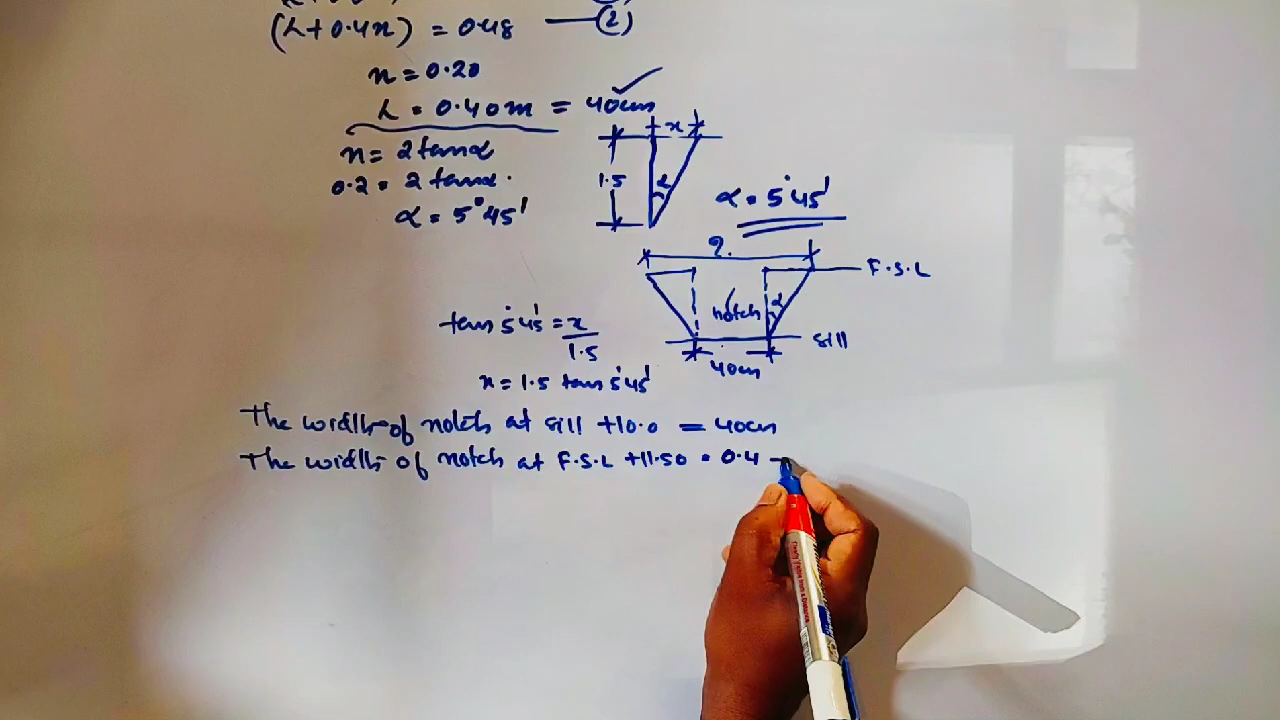 (L+0.4n) = 0.48 — (2)
n = 0.20
L = 0.40m = 40cm
n = 2 tanα
0.2 = 2 tanα.
α = 5°45'
x
1.5
α
α = 5°45'
?
F.S.L
notch
α
sill
40cm
tan 5°45' = x/1.5
x = 1.5 tan 5°45'
The width of notch at sill +10.0 = 40cm
The width of notch at F.S.L +11.50 = 0.4